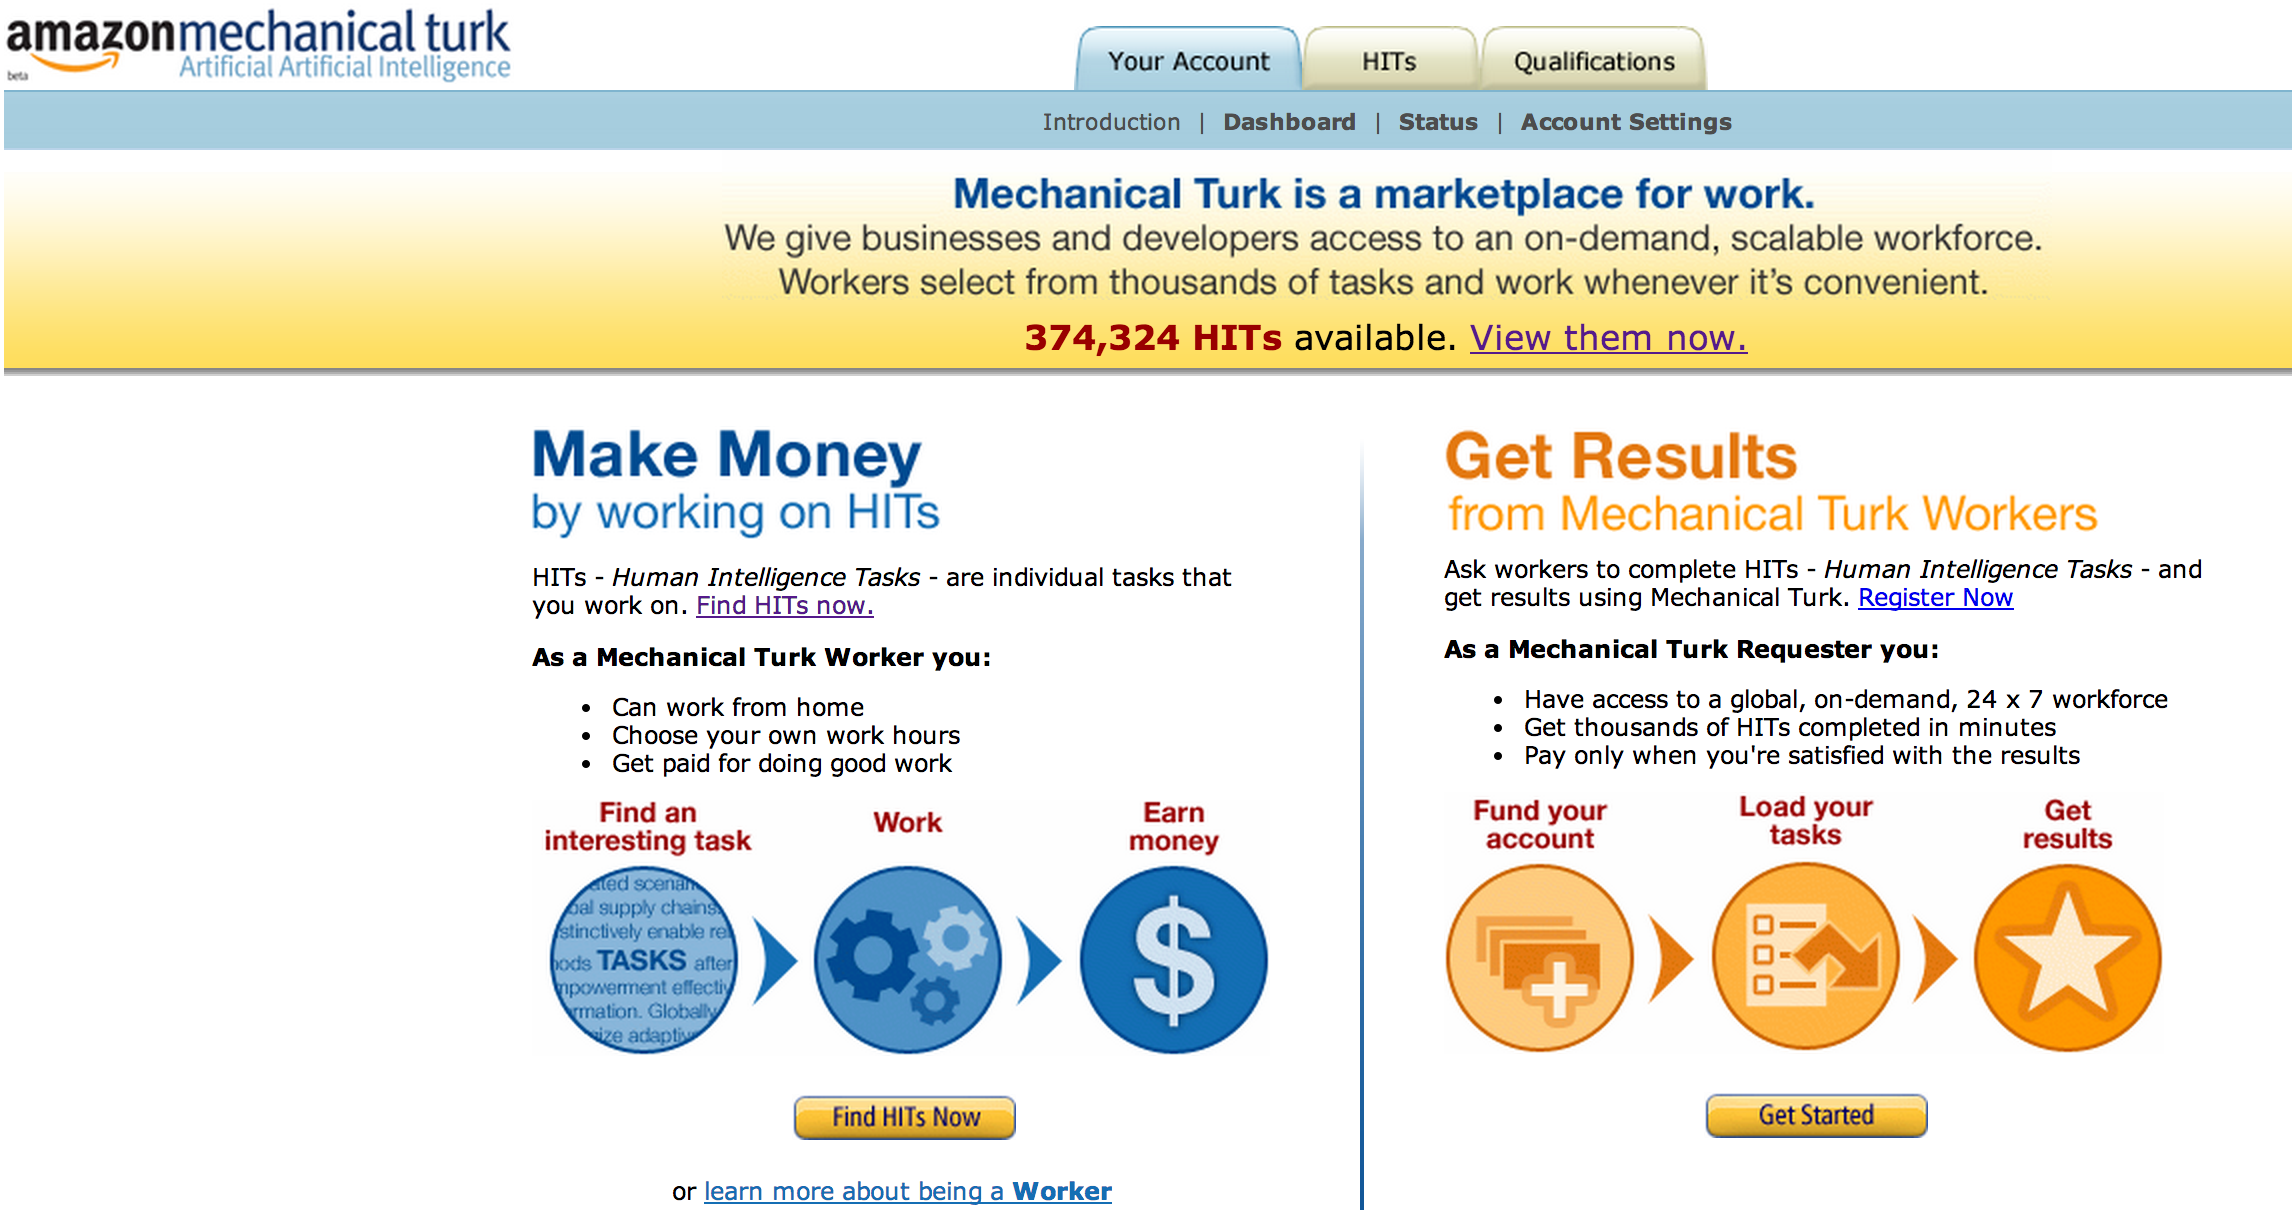 amazonmechanical turk
beta
Artificial Artificial Intelligence
Your Account
HITs
Qualifications
Introduction | Dashboard | Status | Account Settings
Mechanical Turk is a marketplace for work.
We give businesses and developers access to an on-demand, scalable workforce.
Workers select from thousands of tasks and work whenever it's convenient.
374,324 HITs available. View them now.
Make Money
by working on HITs
HITs - Human Intelligence Tasks - are individual tasks that
you work on. Find HITs now.
As a Mechanical Turk Worker you:
• Can work from home
• Choose your own work hours
• Get paid for doing good work
Find an
interesting task
Work
Earn
money
supply chains
enable
TASKS after
mpowerment effectiv
rmation. Globally
ize adaptiv
$
Find HITs Now
or learn more about being a Worker
Get Results
from Mechanical Turk Workers
Ask workers to complete HITs - Human Intelligence Tasks - and
get results using Mechanical Turk. Register Now
As a Mechanical Turk Requester you:
• Have access to a global, on-demand, 24 x 7 workforce
• Get thousands of HITs completed in minutes
• Pay only when you're satisfied with the results
Fund your
account
Load your
tasks
Get
results
Get Started